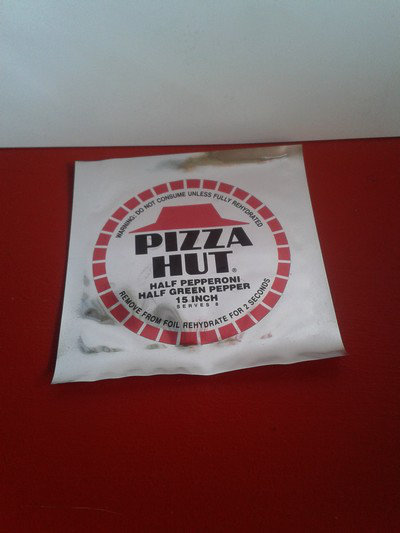 WARNING: DO NOT CONSUME UNLESS FULLY REHYDRATED
PIZZA
HUT®
HALF PEPPERONI
HALF GREEN PEPPER
15 INCH
SERVES 8
REMOVE FROM FOIL REHYDRATE FOR 2 SECONDS